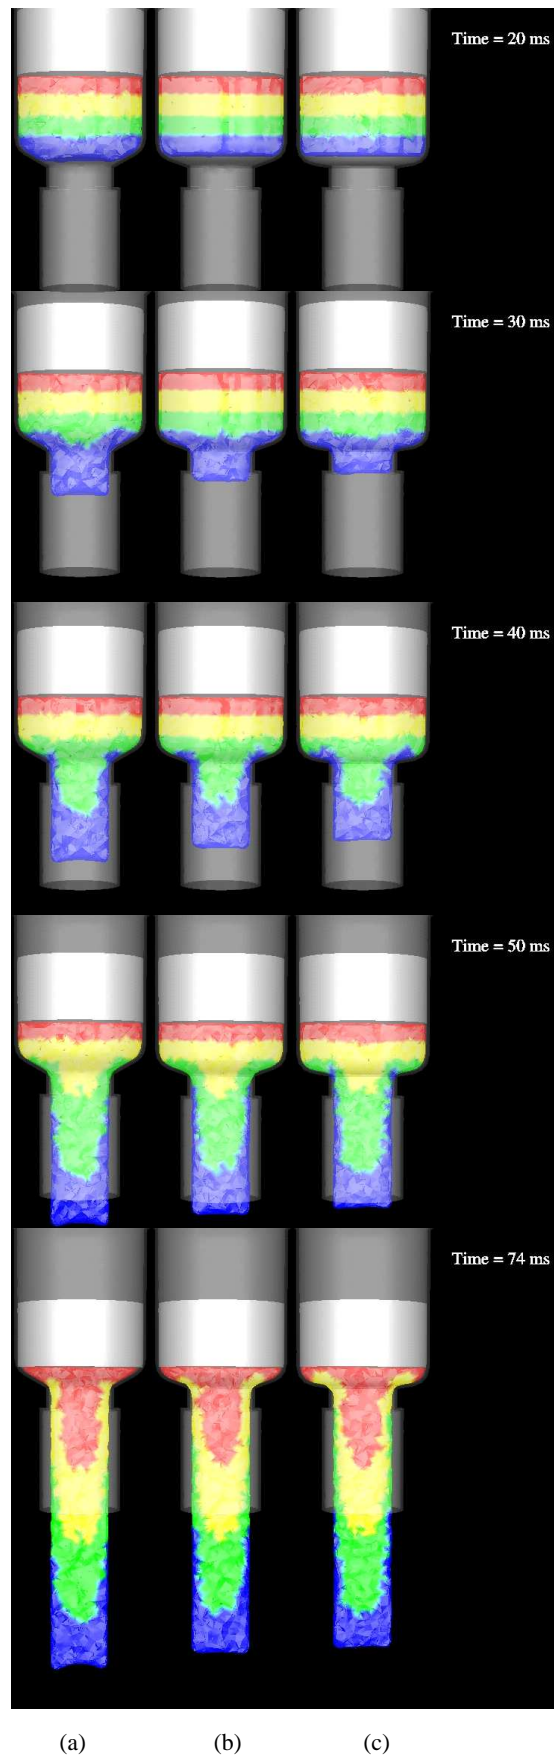 Time = 20 ms
Time = 30 ms
Time = 40 ms
Time = 50 ms
Time = 74 ms
(a) (b) (c)